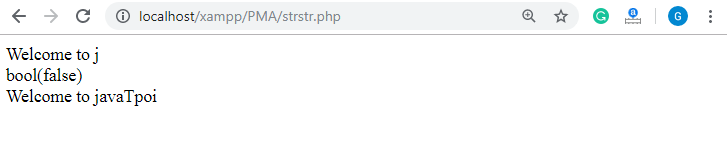 localhost/xampp/PMA/strstr.php
G
a
G
Welcome to j
bool(false)
Welcome to javaTpoi